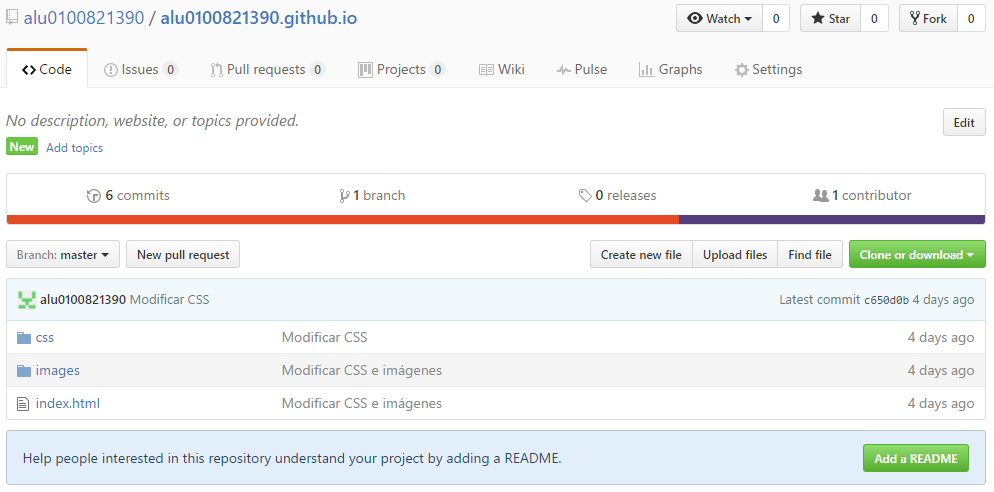 alu0100821390 / alu0100821390.github.io Watch 0 Star 0 Fork 0
Code Issues 0 Pull requests 0 Projects 0 Wiki Pulse Graphs Settings
No description, website, or topics provided. Edit
New Add topics
6 commits 1 branch 0 releases 1 contributor
Branch: master New pull request Create new file Upload files Find file Clone or download
alu0100821390 Modificar CSS Latest commit c650d0b 4 days ago
css Modificar CSS 4 days ago
images Modificar CSS e imágenes 4 days ago
index.html Modificar CSS e imágenes 4 days ago
Help people interested in this repository understand your project by adding a README. Add a README